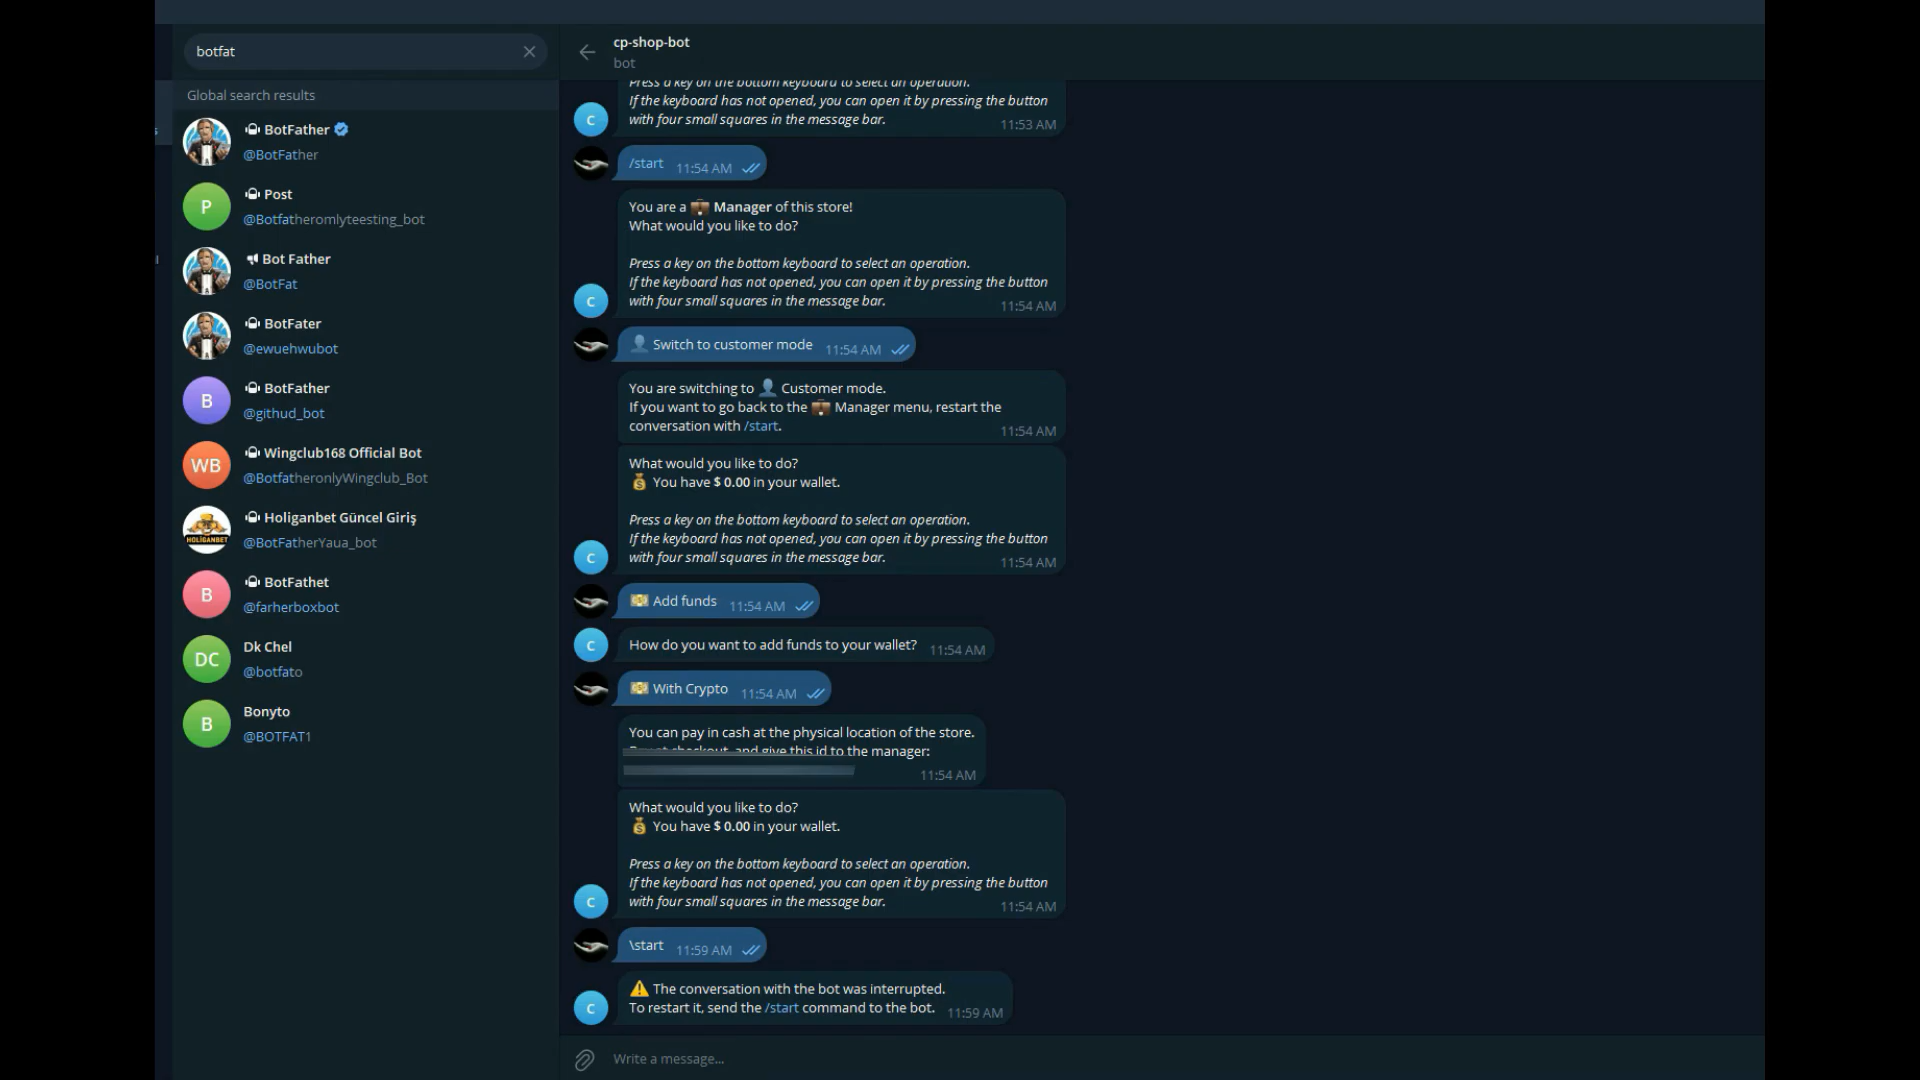 botfat
Global search results
BotFather
@BotFather
Post
@Botfatheromlyteesting_bot
Bot Father
@BotFat
BotFater
@ewuehwubot
BotFather
@githud_bot
WB
Wingclub168 Official Bot
@BotfatheronlyWingclub_Bot
HOLİGANBET
Holiganbet Güncel Giriş
@BotFatherYaua_bot
BotFathet
@farherboxbot
DC
Dk Chel
@botfato
Bonyto
@BOTFAT1
P
B
B
B
cp-shop-bot
bot
Press a key on the bottom keyboard to select an operation.
If the keyboard has not opened, you can open it by pressing the button
with four small squares in the message bar.
11:53 AM
C
/start 11:54 AM
You are a Manager of this store!
What would you like to do?
Press a key on the bottom keyboard to select an operation.
If the keyboard has not opened, you can open it by pressing the button
with four small squares in the message bar.
11:54 AM
C
Switch to customer mode 11:54 AM
You are switching to Customer mode.
If you want to go back to the Manager menu, restart the
conversation with /start.
11:54 AM
What would you like to do?
You have $ 0.00 in your wallet.
Press a key on the bottom keyboard to select an operation.
If the keyboard has not opened, you can open it by pressing the button
with four small squares in the message bar.
11:54 AM
C
Add funds 11:54 AM
C
How do you want to add funds to your wallet? 11:54 AM
With Crypto 11:54 AM
You can pay in cash at the physical location of the store.
checkout, and give this id to the manager:
11:54 AM
What would you like to do?
You have $ 0.00 in your wallet.
Press a key on the bottom keyboard to select an operation.
If the keyboard has not opened, you can open it by pressing the button
with four small squares in the message bar.
11:54 AM
C
\start 11:59 AM
The conversation with the bot was interrupted.
To restart it, send the /start command to the bot. 11:59 AM
C
Write a message...